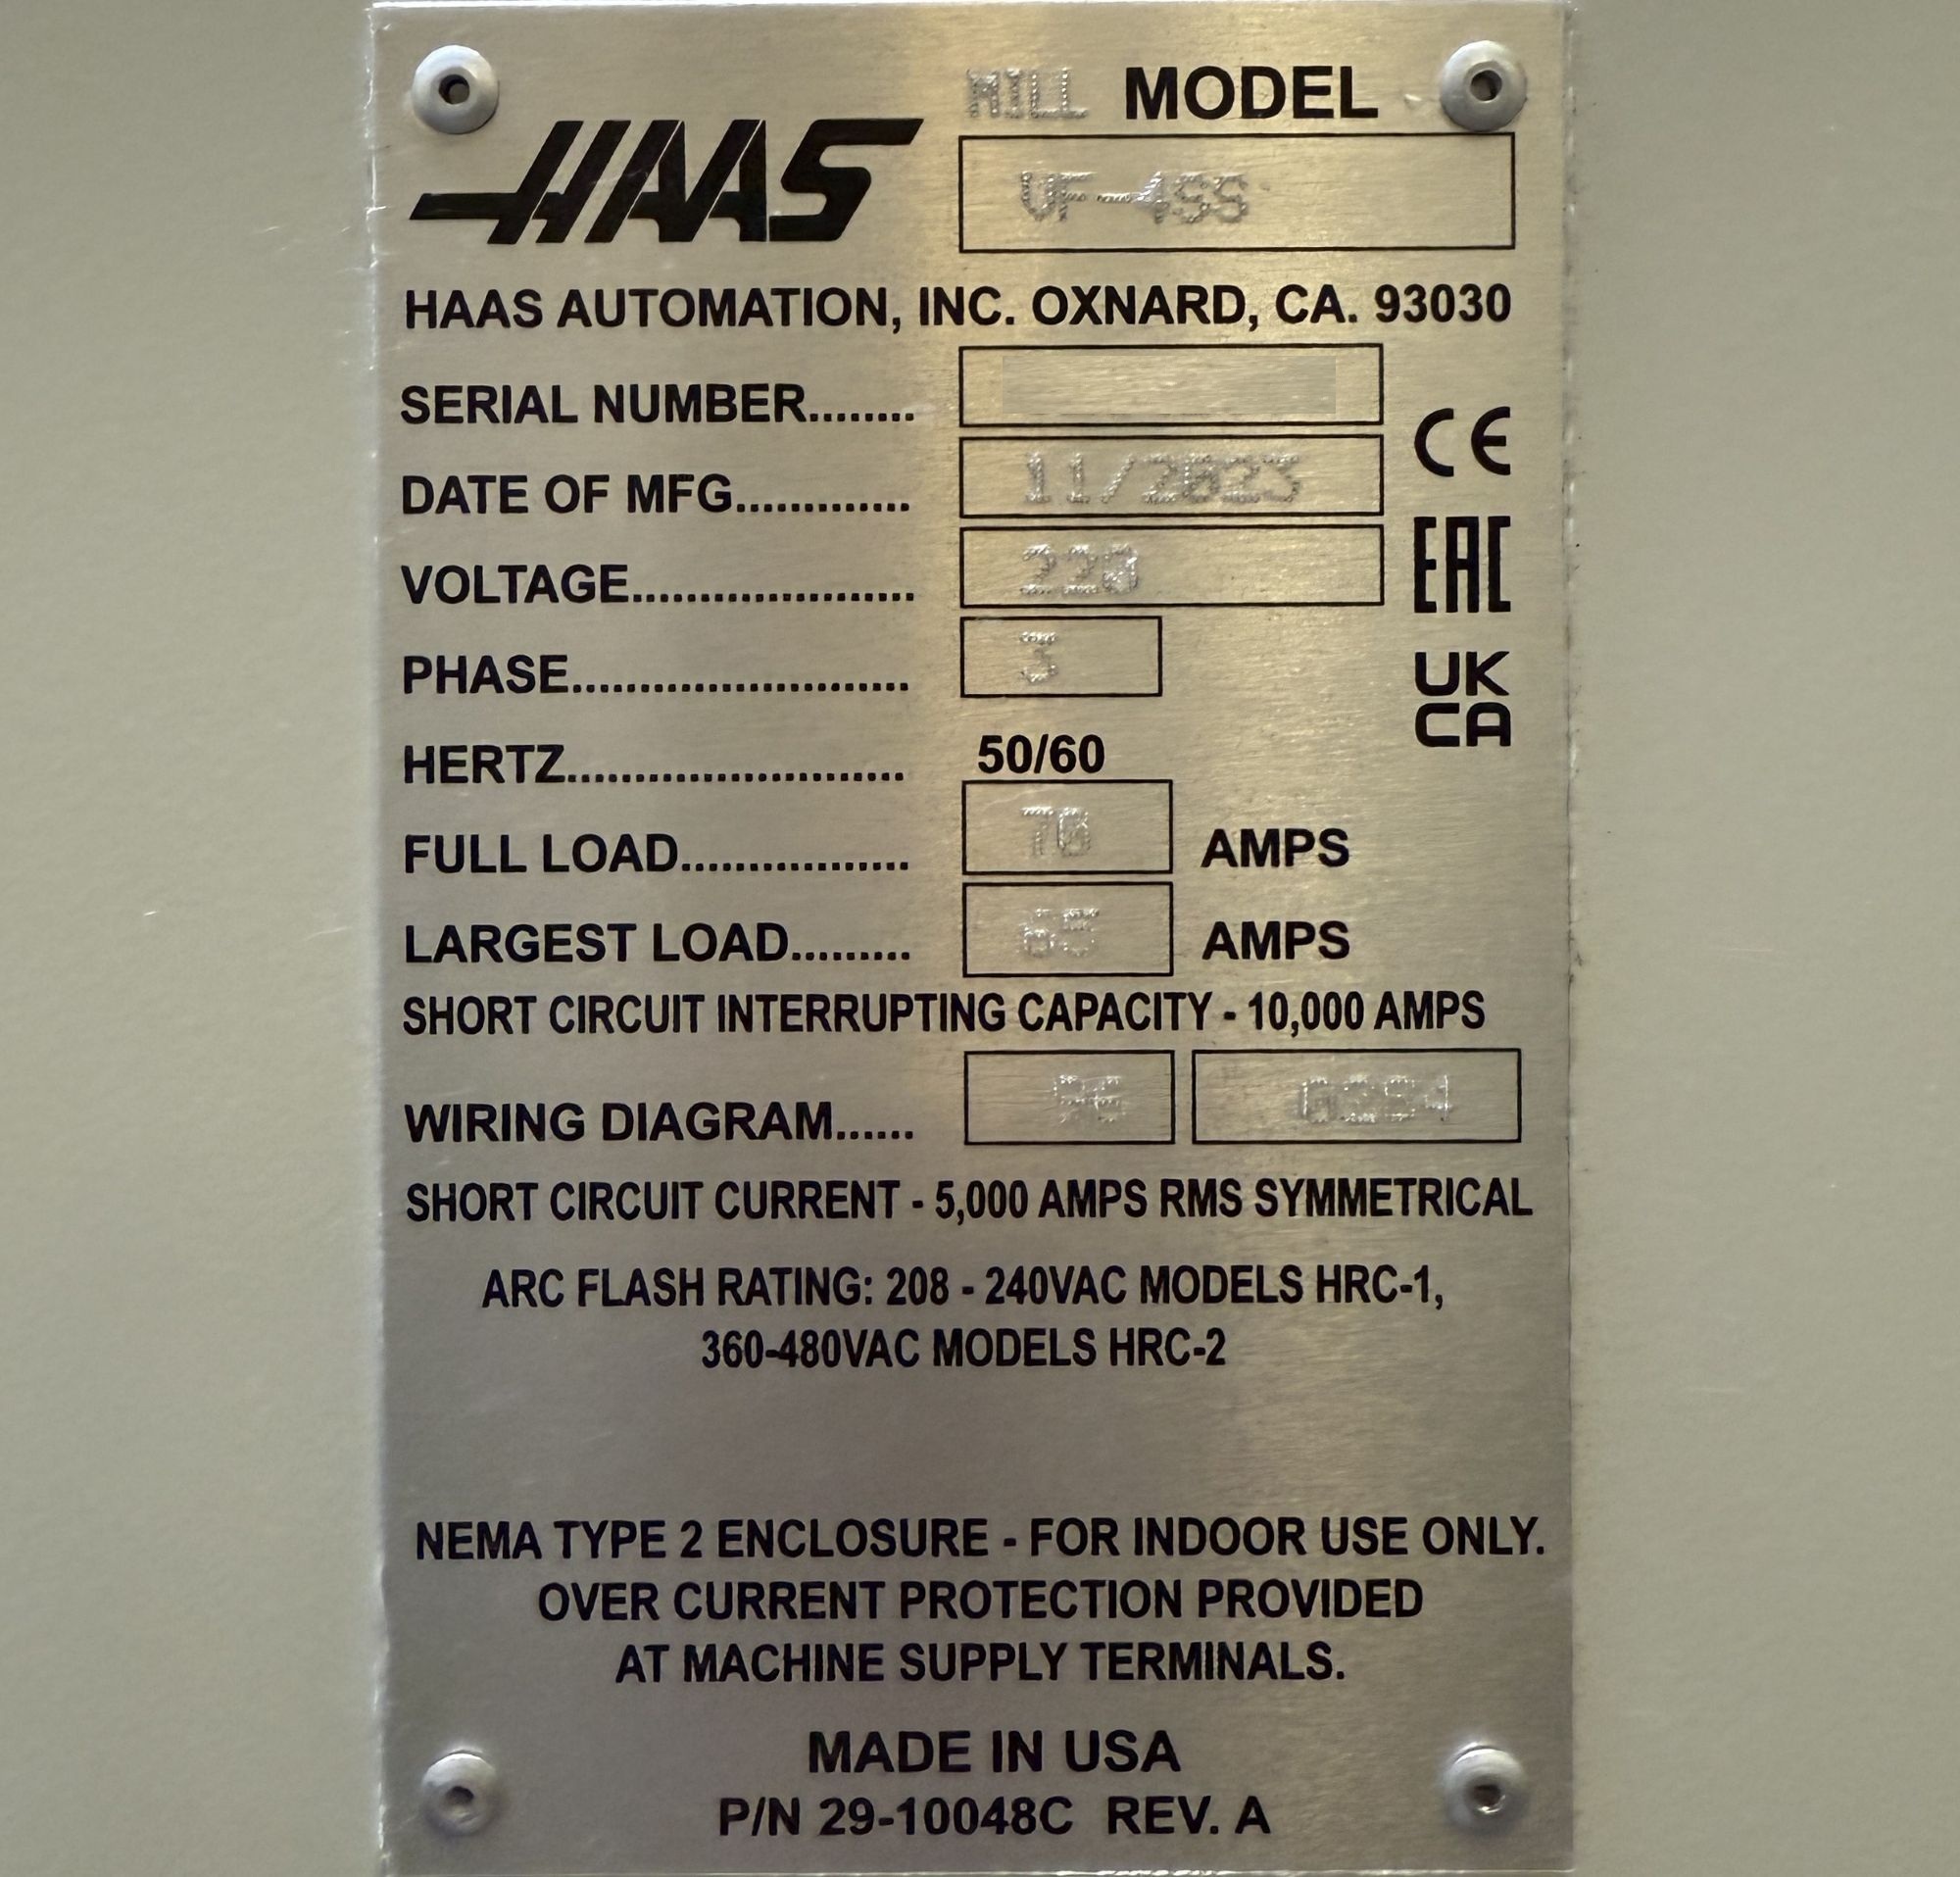 MILL MODEL
HAAS VF-4SS
HAAS AUTOMATION, INC. OXNARD, CA. 93030
SERIAL NUMBER........
DATE OF MFG............. 11/2023
VOLTAGE..................... 220
PHASE......................... 3
HERTZ......................... 50/60
FULL LOAD................. 70 AMPS
LARGEST LOAD......... AMPS
SHORT CIRCUIT INTERRUPTING CAPACITY - 10,000 AMPS
WIRING DIAGRAM......
SHORT CIRCUIT CURRENT - 5,000 AMPS RMS SYMMETRICAL
ARC FLASH RATING: 208 - 240VAC MODELS HRC-1,
360-480VAC MODELS HRC-2
NEMA TYPE 2 ENCLOSURE - FOR INDOOR USE ONLY.
OVER CURRENT PROTECTION PROVIDED
AT MACHINE SUPPLY TERMINALS.
MADE IN USA
P/N 29-10048C REV. A
CE
EAC
UK
CA